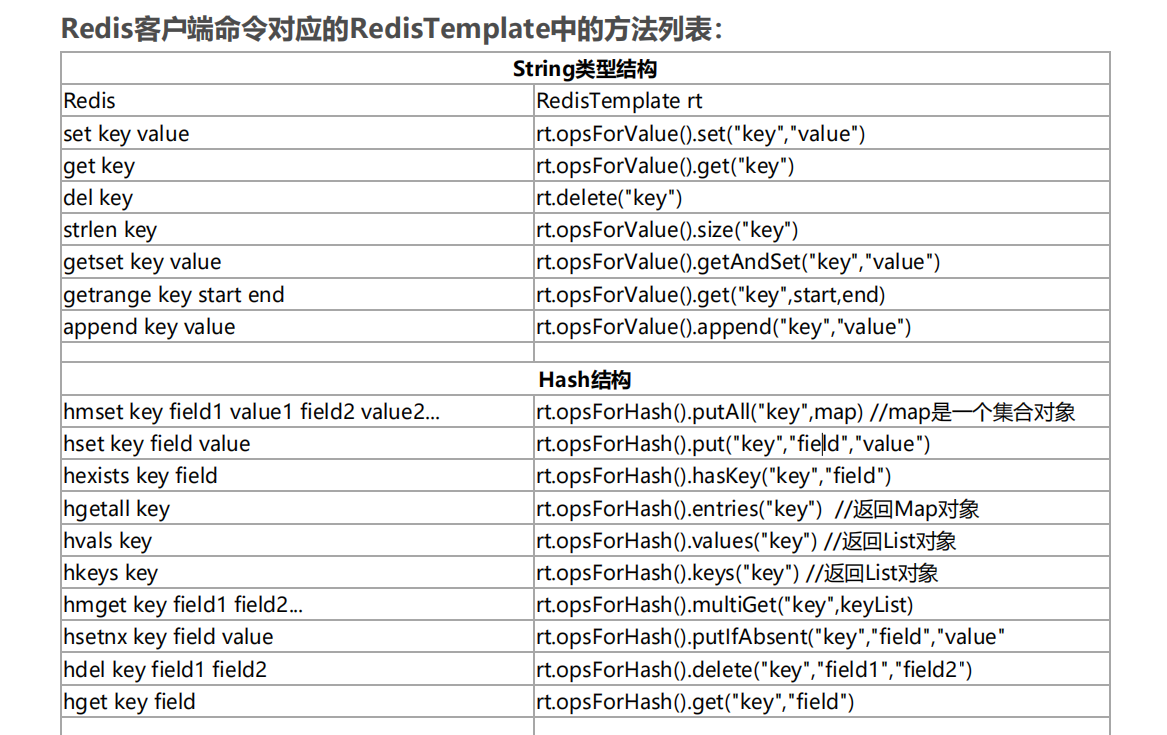 Redis客户端命令对应的RedisTemplate中的方法列表：
String类型结构
Redis RedisTemplate rt
set key value rt.opsForValue().set("key","value")
get key rt.opsForValue().get("key")
del key rt.delete("key")
strlen key rt.opsForValue().size("key")
getset key value rt.opsForValue().getAndSet("key","value")
getrange key start end rt.opsForValue().get("key",start,end)
append key value rt.opsForValue().append("key","value")
Hash结构
hmset key field1 value1 field2 value2... rt.opsForHash().putAll("key",map) //map是一个集合对象
hset key field value rt.opsForHash().put("key","field","value")
hexists key field rt.opsForHash().hasKey("key","field")
hgetall key rt.opsForHash().entries("key")  //返回Map对象
hvals key rt.opsForHash().values("key") //返回List对象
hkeys key rt.opsForHash().keys("key") //返回List对象
hmget key field1 field2... rt.opsForHash().multiGet("key",keyList)
hsetnx key field value rt.opsForHash().putIfAbsent("key","field","value"
hdel key field1 field2 rt.opsForHash().delete("key","field1","field2")
hget key field rt.opsForHash().get("key","field")